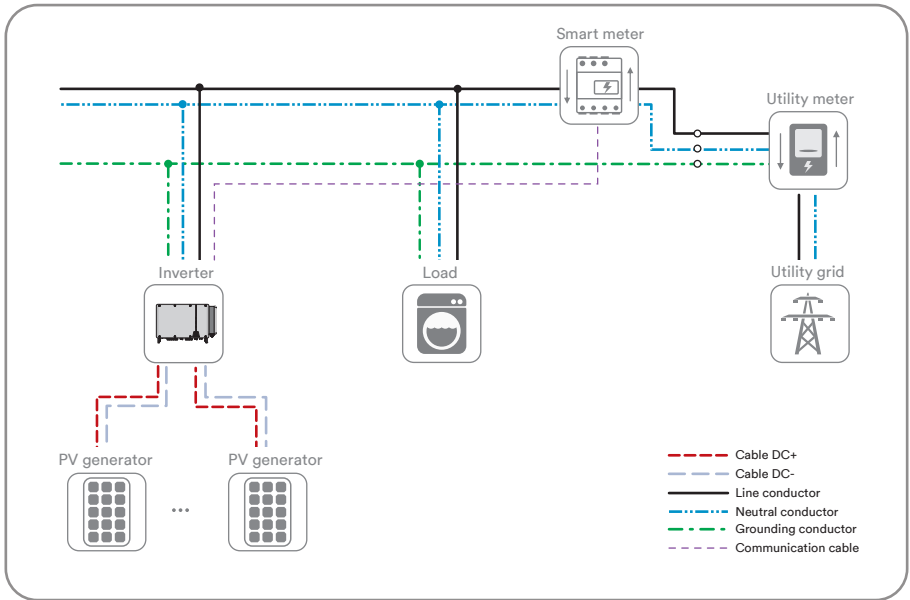 Smart meter
Utility meter
Inverter
Load
Utility grid
PV generator
PV generator
...
Cable DC+
Cable DC-
Line conductor
Neutral conductor
Grounding conductor
Communication cable